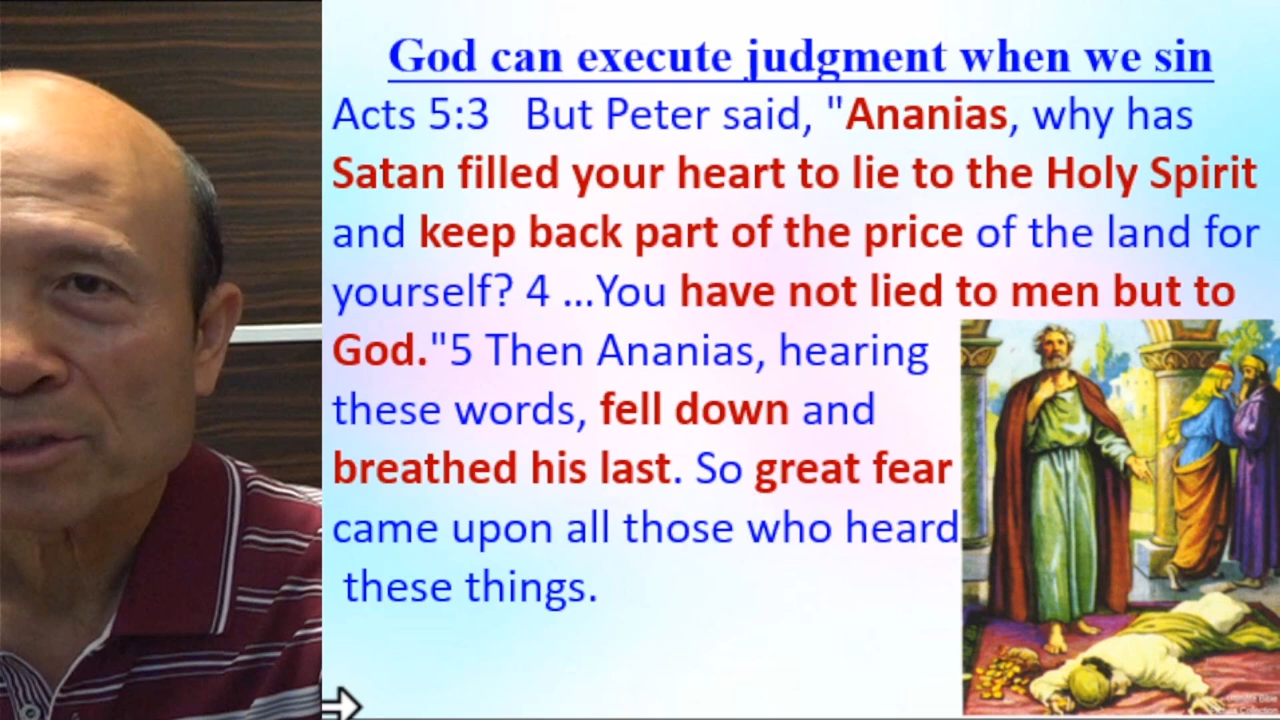 God can execute judgment when we sin
Acts 5:3 But Peter said, "Ananias, why has
Satan filled your heart to lie to the Holy Spirit
and keep back part of the price of the land for
yourself? 4 ...You have not lied to men but to
God."5 Then Ananias, hearing
these words, fell down and
breathed his last. So great fear
came upon all those who heard
these things.